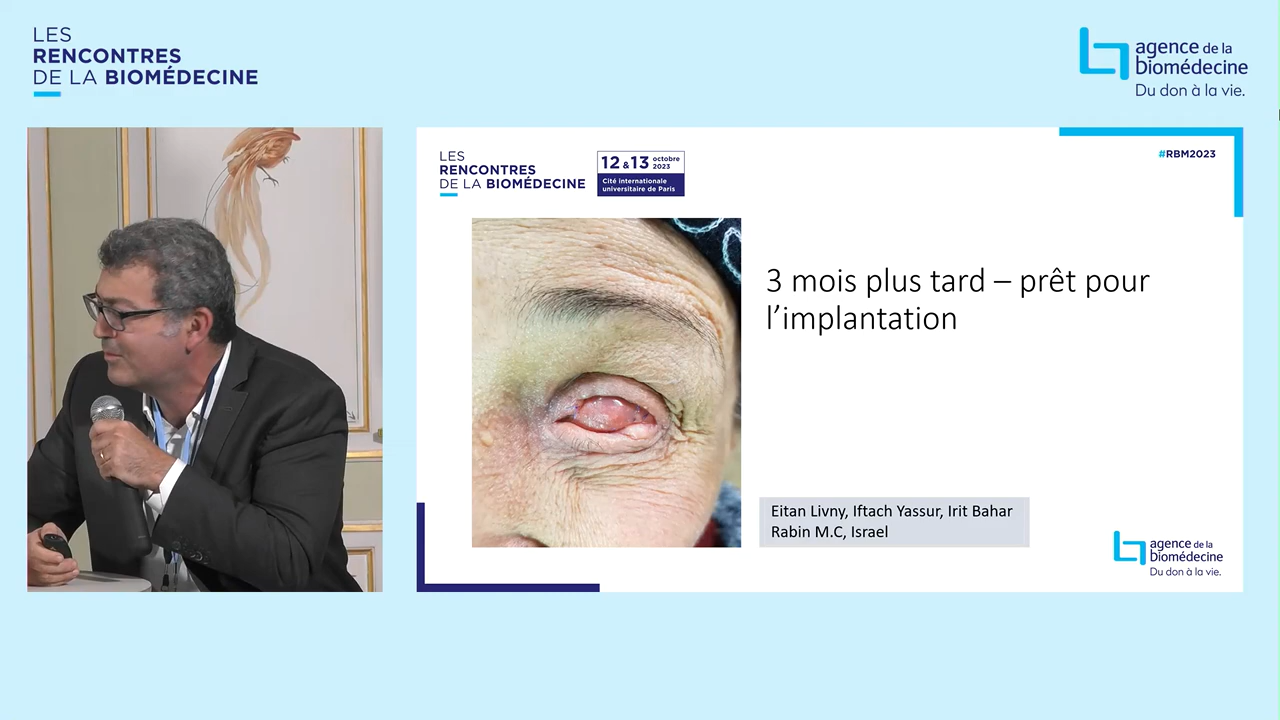 LES
RENCONTRES
DE LA BIOMÉDECINE
agence de la
biomédecine
Du don à la vie.
LES
RENCONTRES
DE LA BIOMÉDECINE
12 & 13 octobre 2023
Cité internationale
universitaire de Paris
#RBM2023
3 mois plus tard – prêt pour
l’implantation
Eitan Livny, Iftach Yassur, Irit Bahar
Rabin M.C, Israel
agence de la
biomédecine
Du don à la vie.